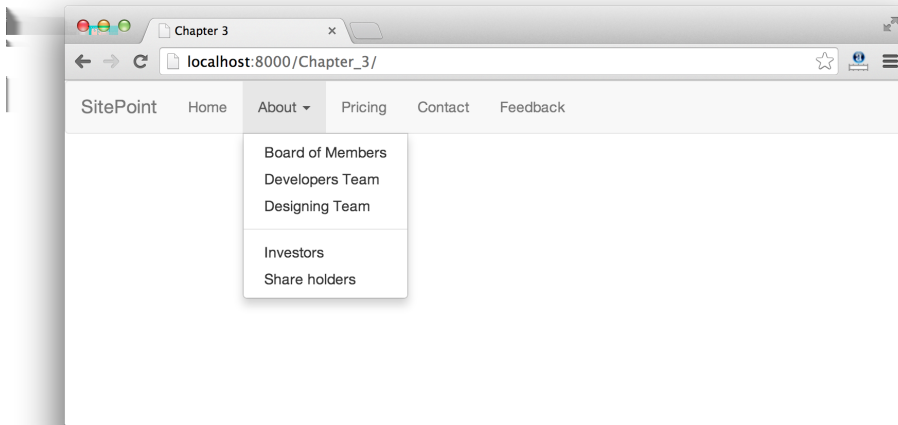 Chapter 3
localhost:8000/Chapter_3/
SitePoint Home About Pricing Contact Feedback
Board of Members
Developers Team
Designing Team
Investors
Share holders